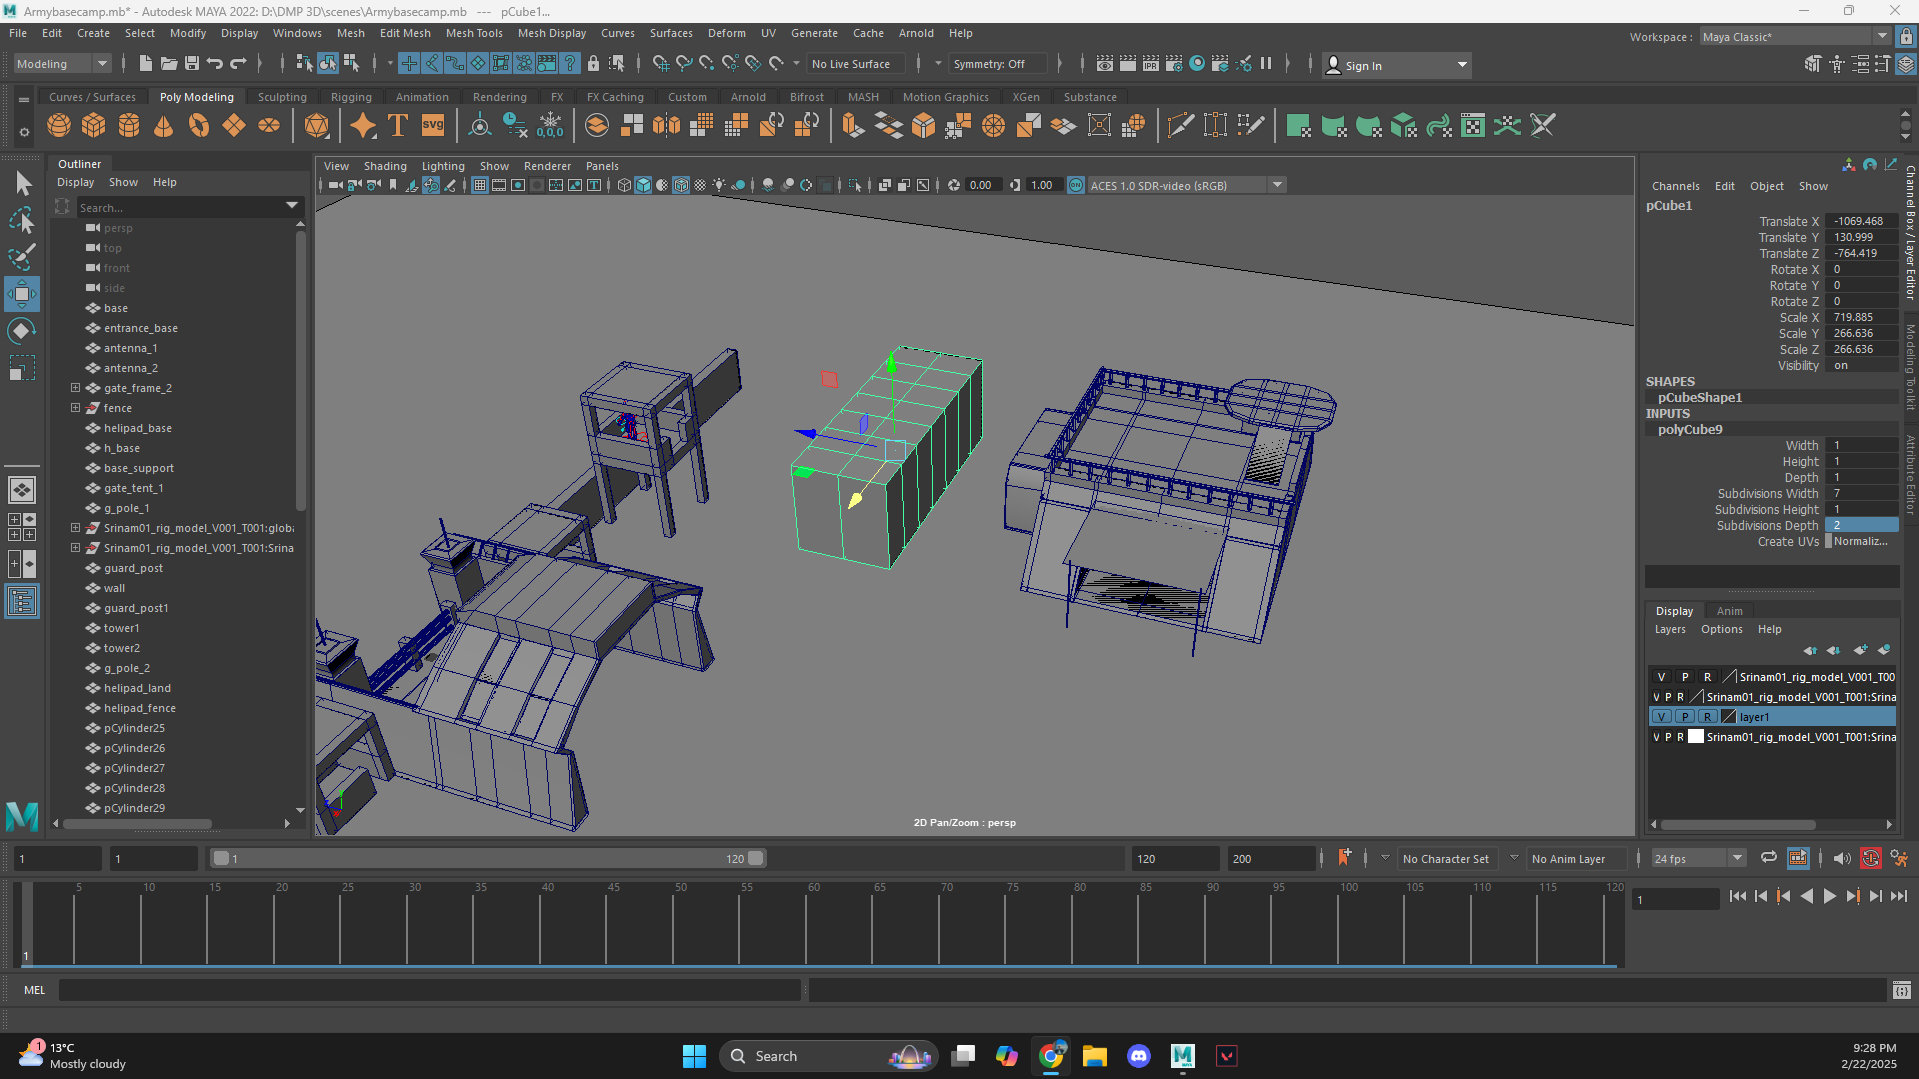 Armybasecamp.mb* - Autodesk MAYA 2022: D:\DMP 3D\scenes\Armybasecamp.mb --- pCube1...
File Edit Create Select Modify Display Windows Mesh Edit Mesh Mesh Tools Mesh Display Curves Surfaces Deform UV Generate Cache Arnold Help
Workspace : Maya Classic*
Modeling
No Live Surface
Symmetry: Off
Sign In
Curves / Surfaces Poly Modeling Sculpting Rigging Animation Rendering FX FX Caching Custom Arnold Bifrost MASH Motion Graphics XGen Substance
SVG
0,0,0
IPR
Outliner
Display Show Help
Search...
persp
top
front
side
base
entrance_base
antenna_1
antenna_2
gate_frame_2
fence
helipad_base
h_base
base_support
gate_tent_1
g_pole_1
Srinam01_rig_model_V001_T001:globa
Srinam01_rig_model_V001_T001:Srina
guard_post
wall
guard_post1
tower1
tower2
g_pole_2
helipad_land
helipad_fence
pCylinder25
pCylinder26
pCylinder27
pCylinder28
pCylinder29
View Shading Lighting Show Renderer Panels
0.00
1.00
ON
ACES 1.0 SDR-video (sRGB)
2D Pan/Zoom : persp
Channels Edit Object Show
pCube1
Translate X -1069.468
Translate Y 130.999
Translate Z -764.419
Rotate X 0
Rotate Y 0
Rotate Z 0
Scale X 719.885
Scale Y 266.636
Scale Z 266.636
Visibility on
SHAPES
pCubeShape1
INPUTS
polyCube9
Width 1
Height 1
Depth 1
Subdivisions Width 7
Subdivisions Height 1
Subdivisions Depth 2
Create UVs Normaliz...
Channel Box / Layer Editor
Modeling Toolkit
Attribute Editor
Display Anim
Layers Options Help
V P R Srinam01_rig_model_V001_T00
V P R Srinam01_rig_model_V001_T001:Srina
V P R layer1
V P R Srinam01_rig_model_V001_T001:Srina
1 1 1 120 120 200
No Character Set
No Anim Layer
24 fps
5 10 15 20 25 30 35 40 45 50 55 60 65 70 75 80 85 90 95 100 105 110 115 120
1
1
MEL
1
13°C
Mostly cloudy
Search
9:28 PM
2/22/2025